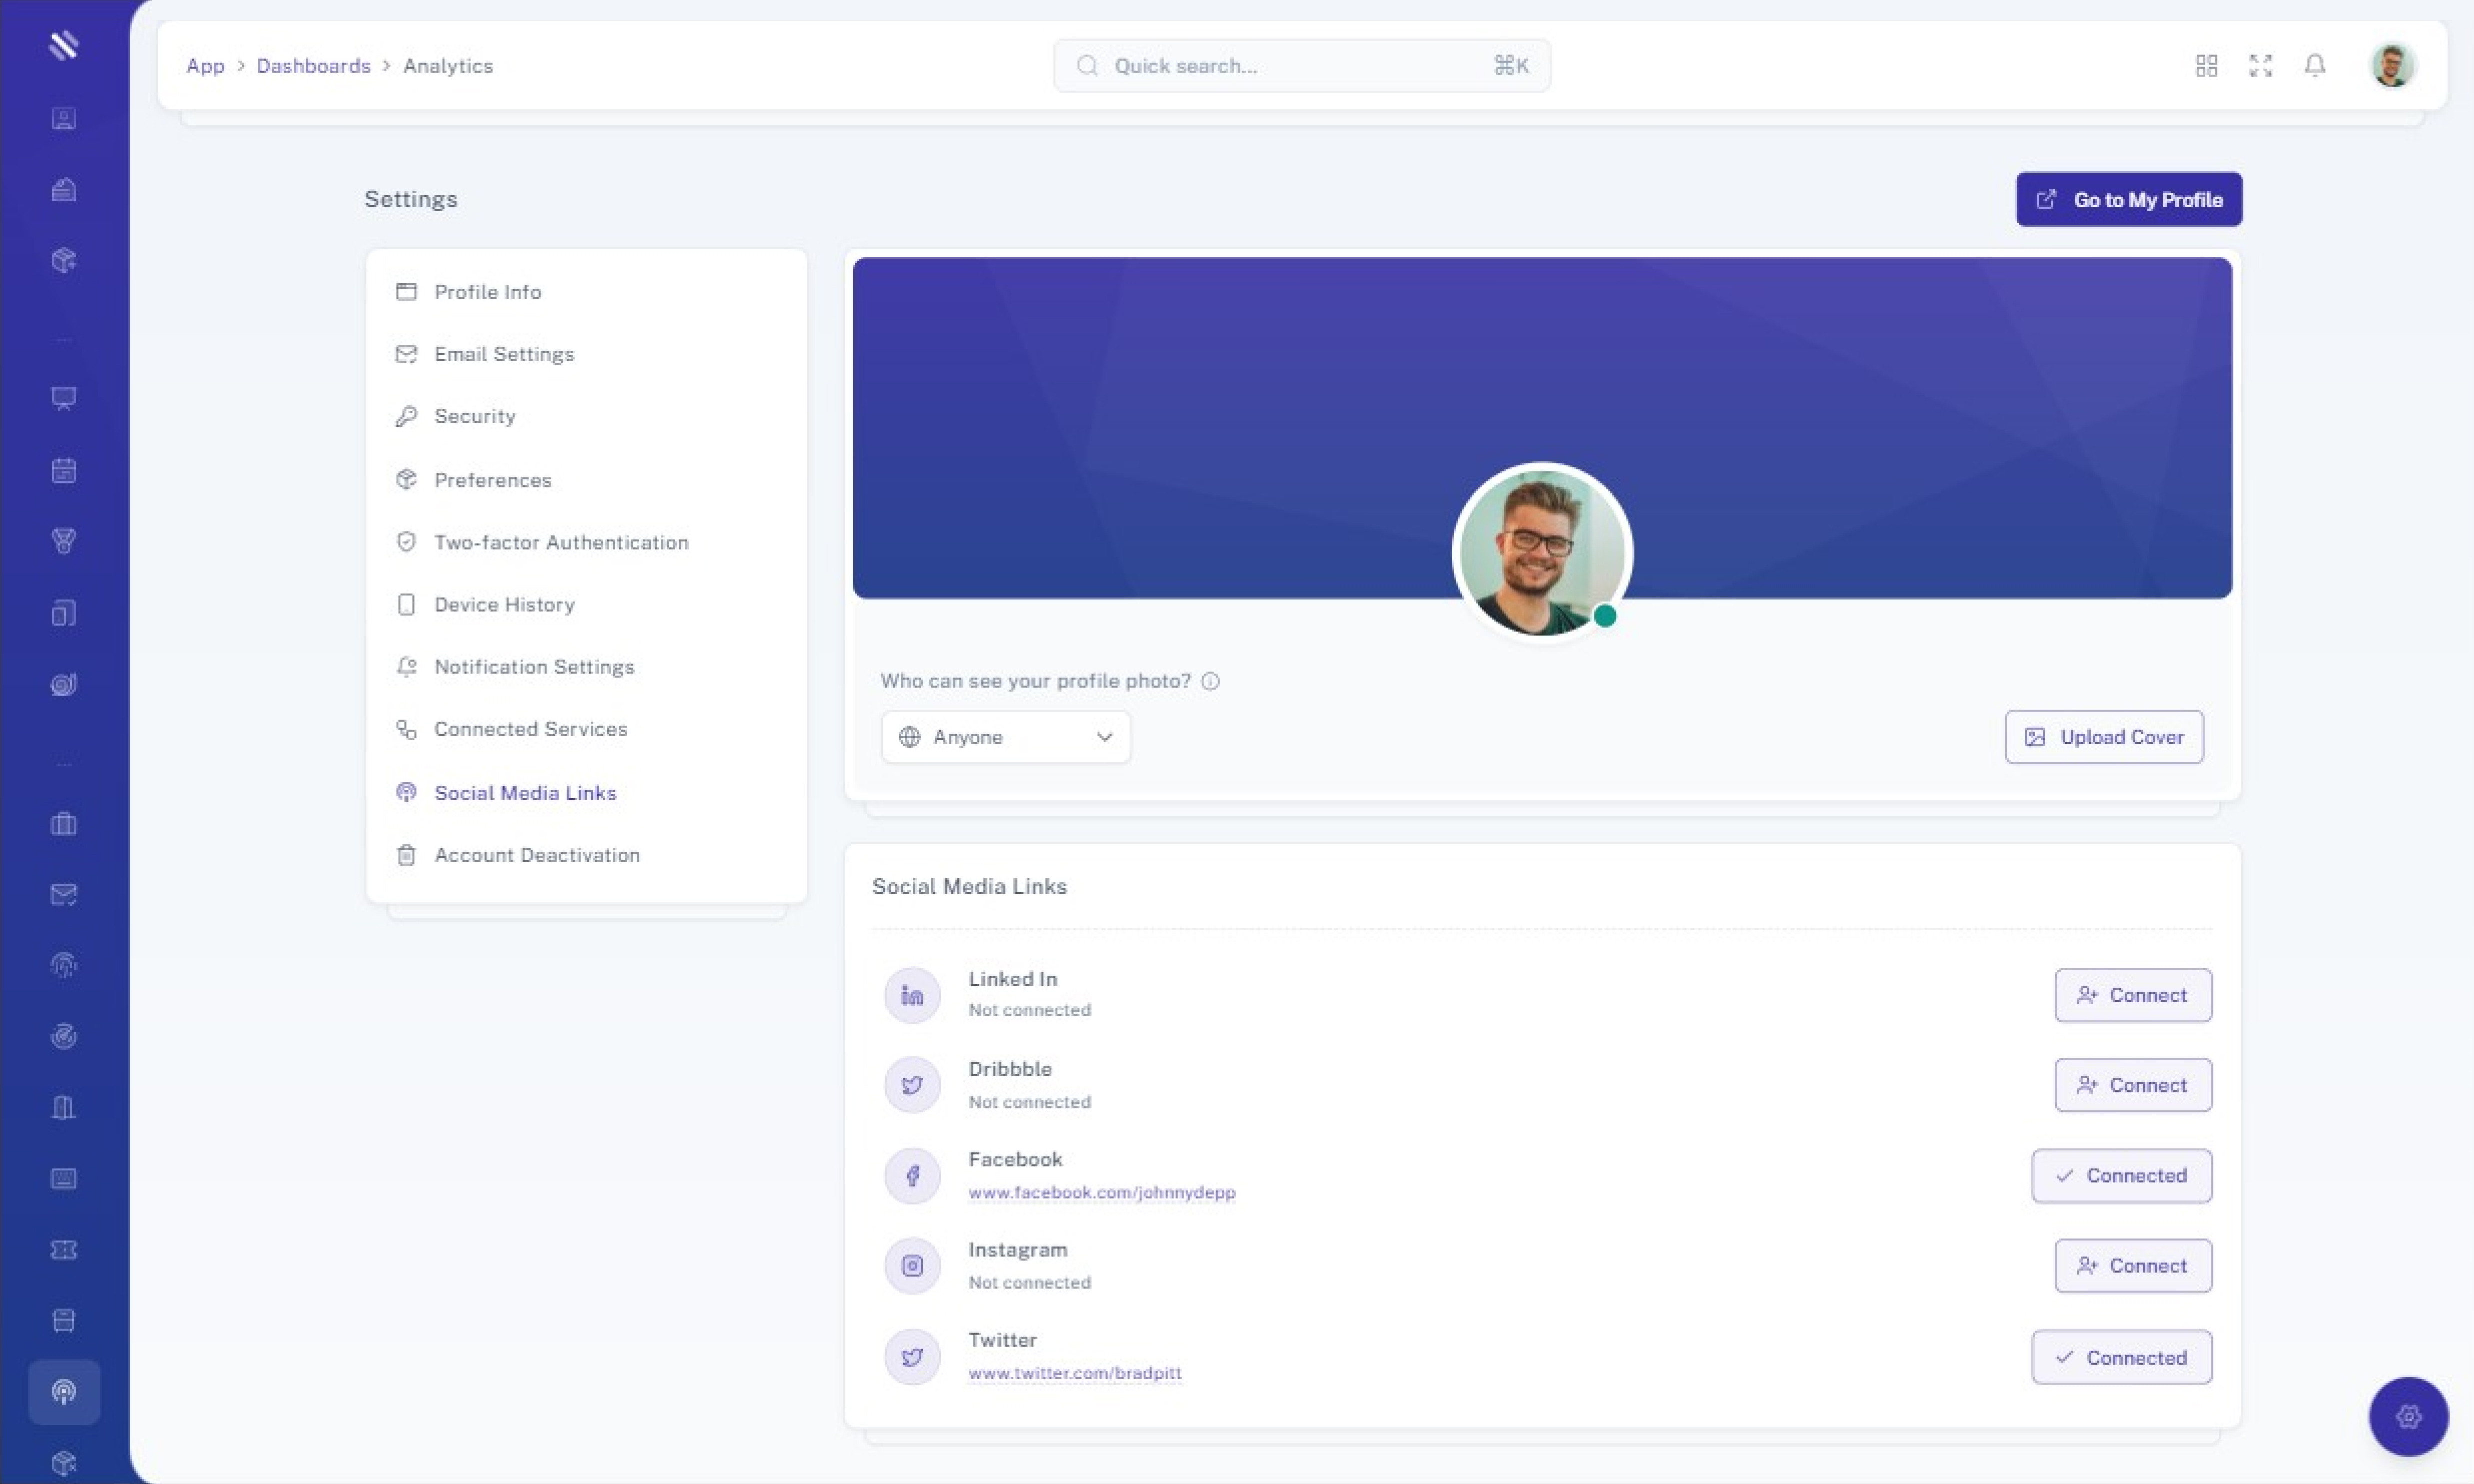 App > Dashboards > Analytics
Quick search... ⌘K
Settings
Go to My Profile
Profile Info
Email Settings
Security
Preferences
Two-factor Authentication
Device History
Notification Settings
Connected Services
Social Media Links
Account Deactivation
Who can see your profile photo?
Anyone
Upload Cover
Social Media Links
Linked In
Not connected
Connect
Dribbble
Not connected
Connect
Facebook
www.facebook.com/johnnydepp
Connected
Instagram
Not connected
Connect
Twitter
www.twitter.com/bradpitt
Connected